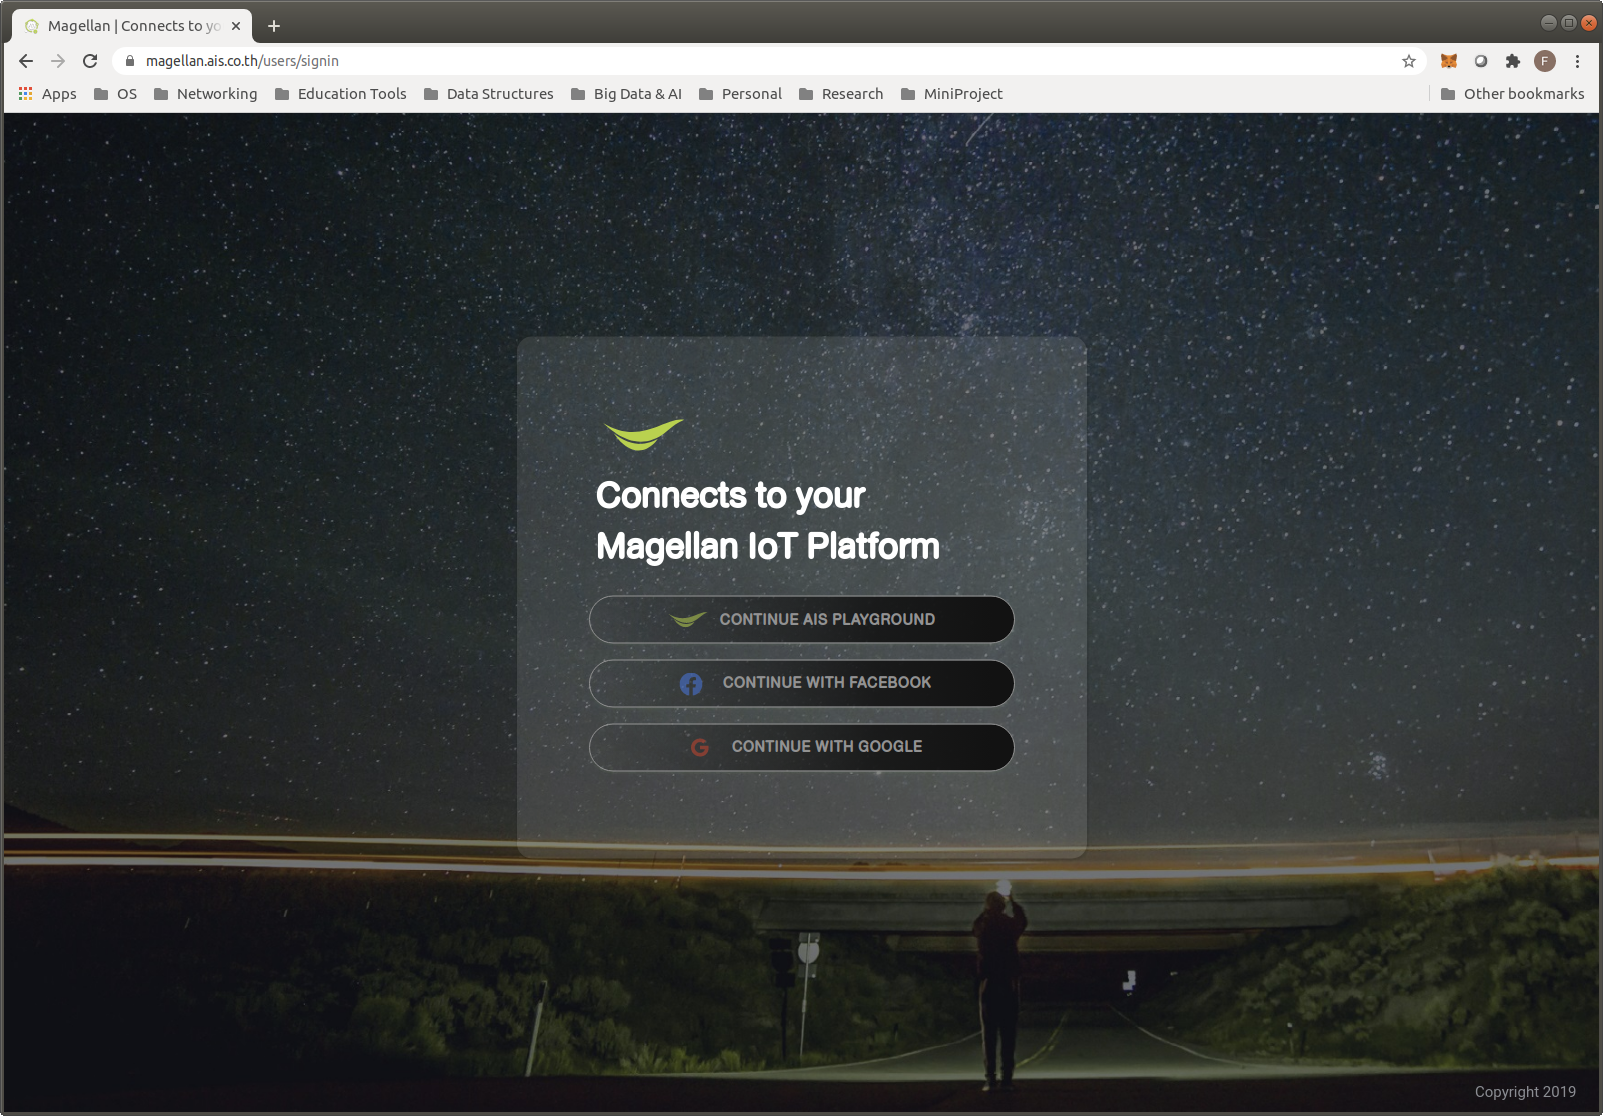 Magellan | Connects to yo
magellan.ais.co.th/users/signin
F
Apps
OS
Networking
Education Tools
Data Structures
Big Data & AI
Personal
Research
MiniProject
Other bookmarks
Connects to your
Magellan IoT Platform
CONTINUE AIS PLAYGROUND
CONTINUE WITH FACEBOOK
CONTINUE WITH GOOGLE
Copyright 2019